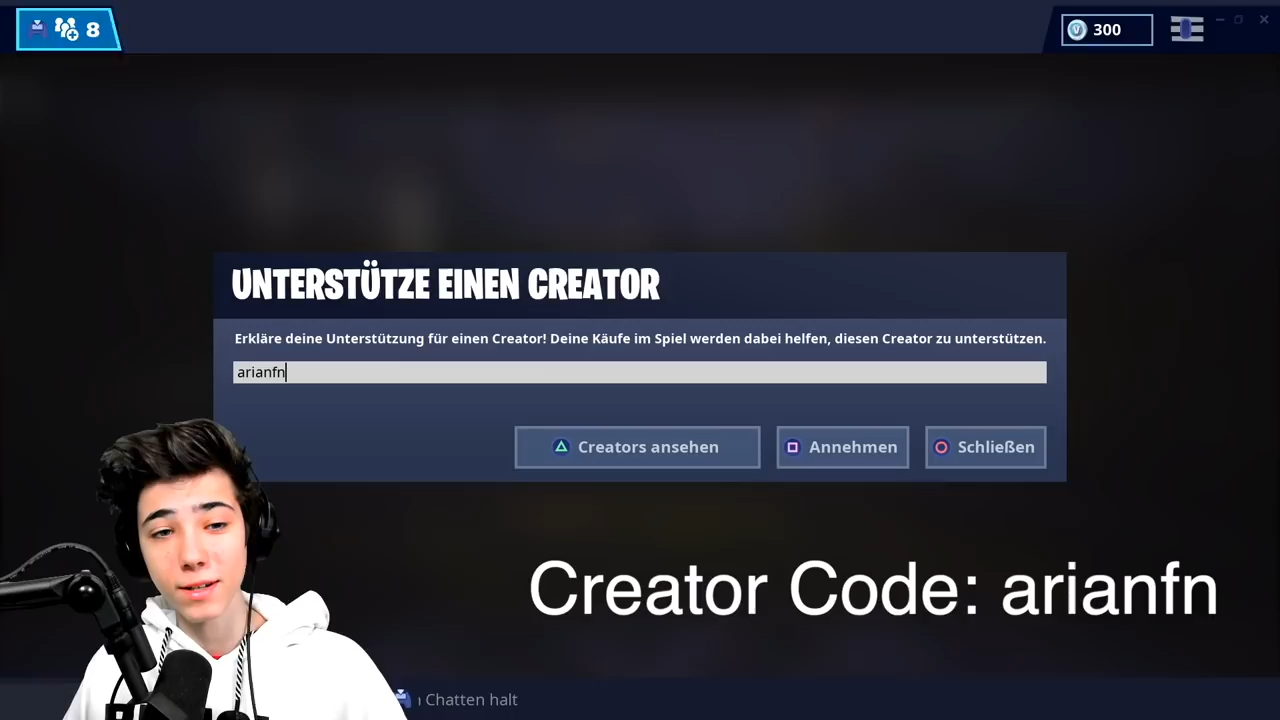 8
300
UNTERSTÜTZE EINEN CREATOR
Erkläre deine Unterstützung für einen Creator! Deine Käufe im Spiel werden dabei helfen, diesen Creator zu unterstützen.
arianfn
Creators ansehen
Annehmen
Schließen
Creator Code: arianfn
Chatten halt